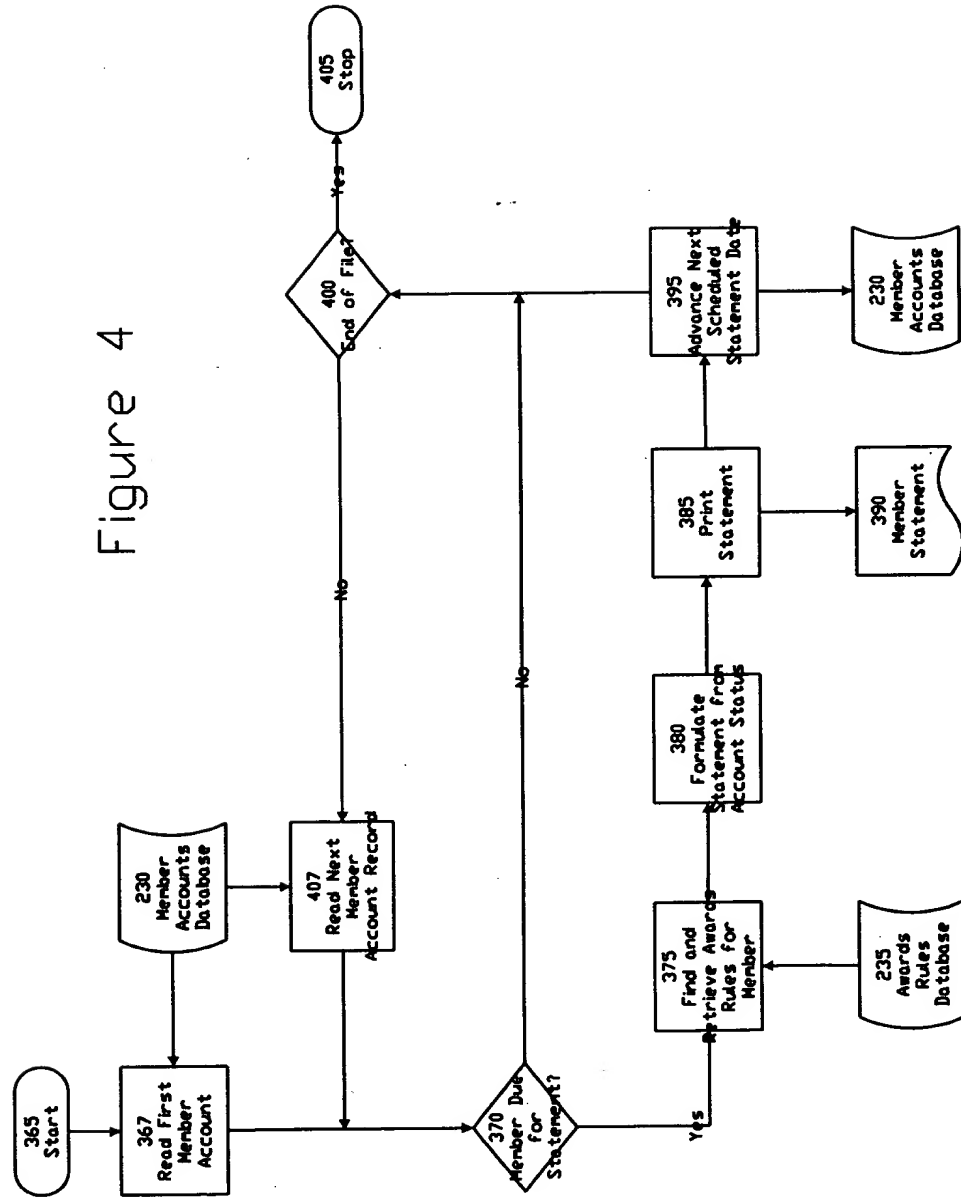 Figure 4
365
Start
367
Read First
Member
Account
230
Member
Accounts
Database
407
Read Next
Member
Account Record
No
400
End of File?
Yes
405
Stop
370
Member Due
for
Statement?
No
Yes
375
Find and
Retrieve Awards
Rules for
Member
235
Awards
Rules
Database
380
Formulate
Statement from
Account Status
385
Print
Statement
390
Member
Statement
395
Advance Next
Scheduled
Statement Date
230
Member
Accounts
Database